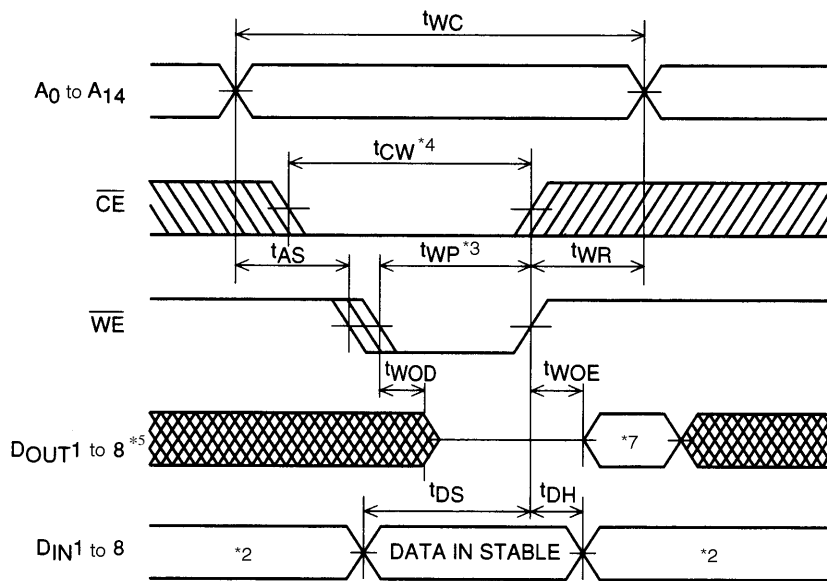 tWC
A0 to A14
tCW*4
CE
tAS
tWP*3
tWR
WE
tWOD
tWOE
DOUT1 to 8*5
*7
tDS
tDH
DIN1 to 8
*2
DATA IN STABLE
*2